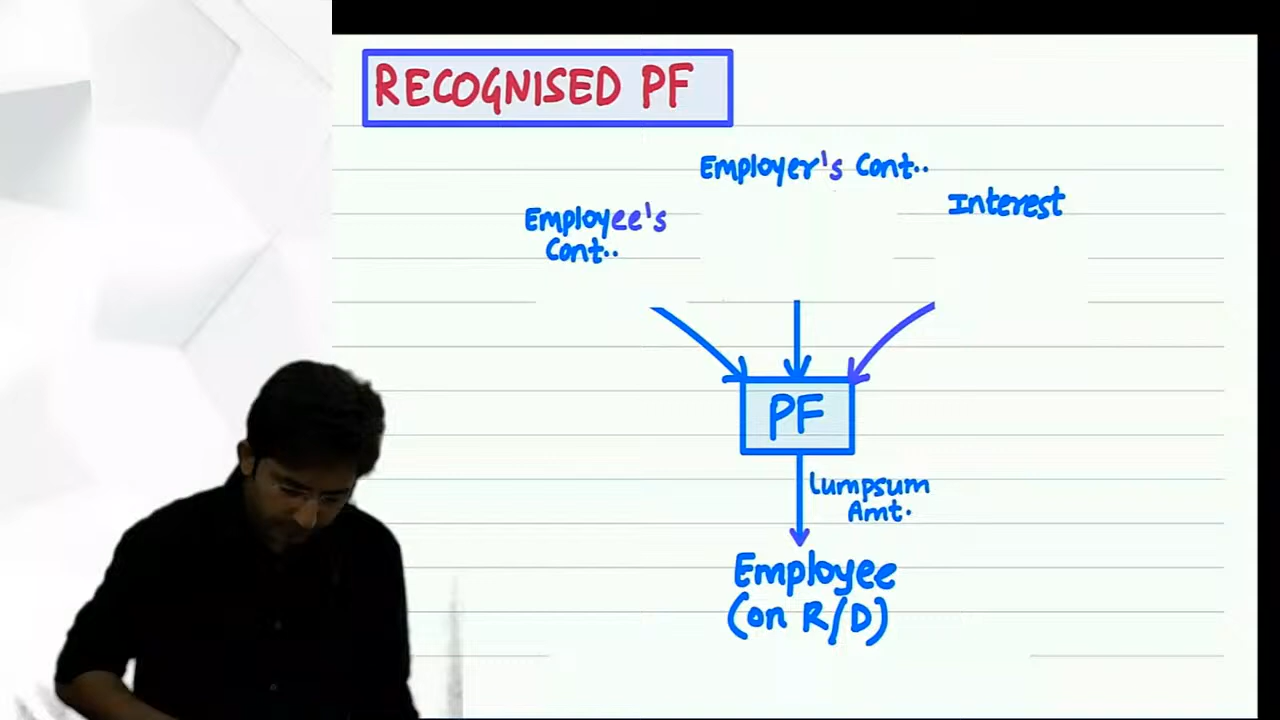 RECOGNISED PF
Employer's Cont..
Interest
Employee's
Cont..
PF
Lumpsum
Amt.
Employee
(on R/D)